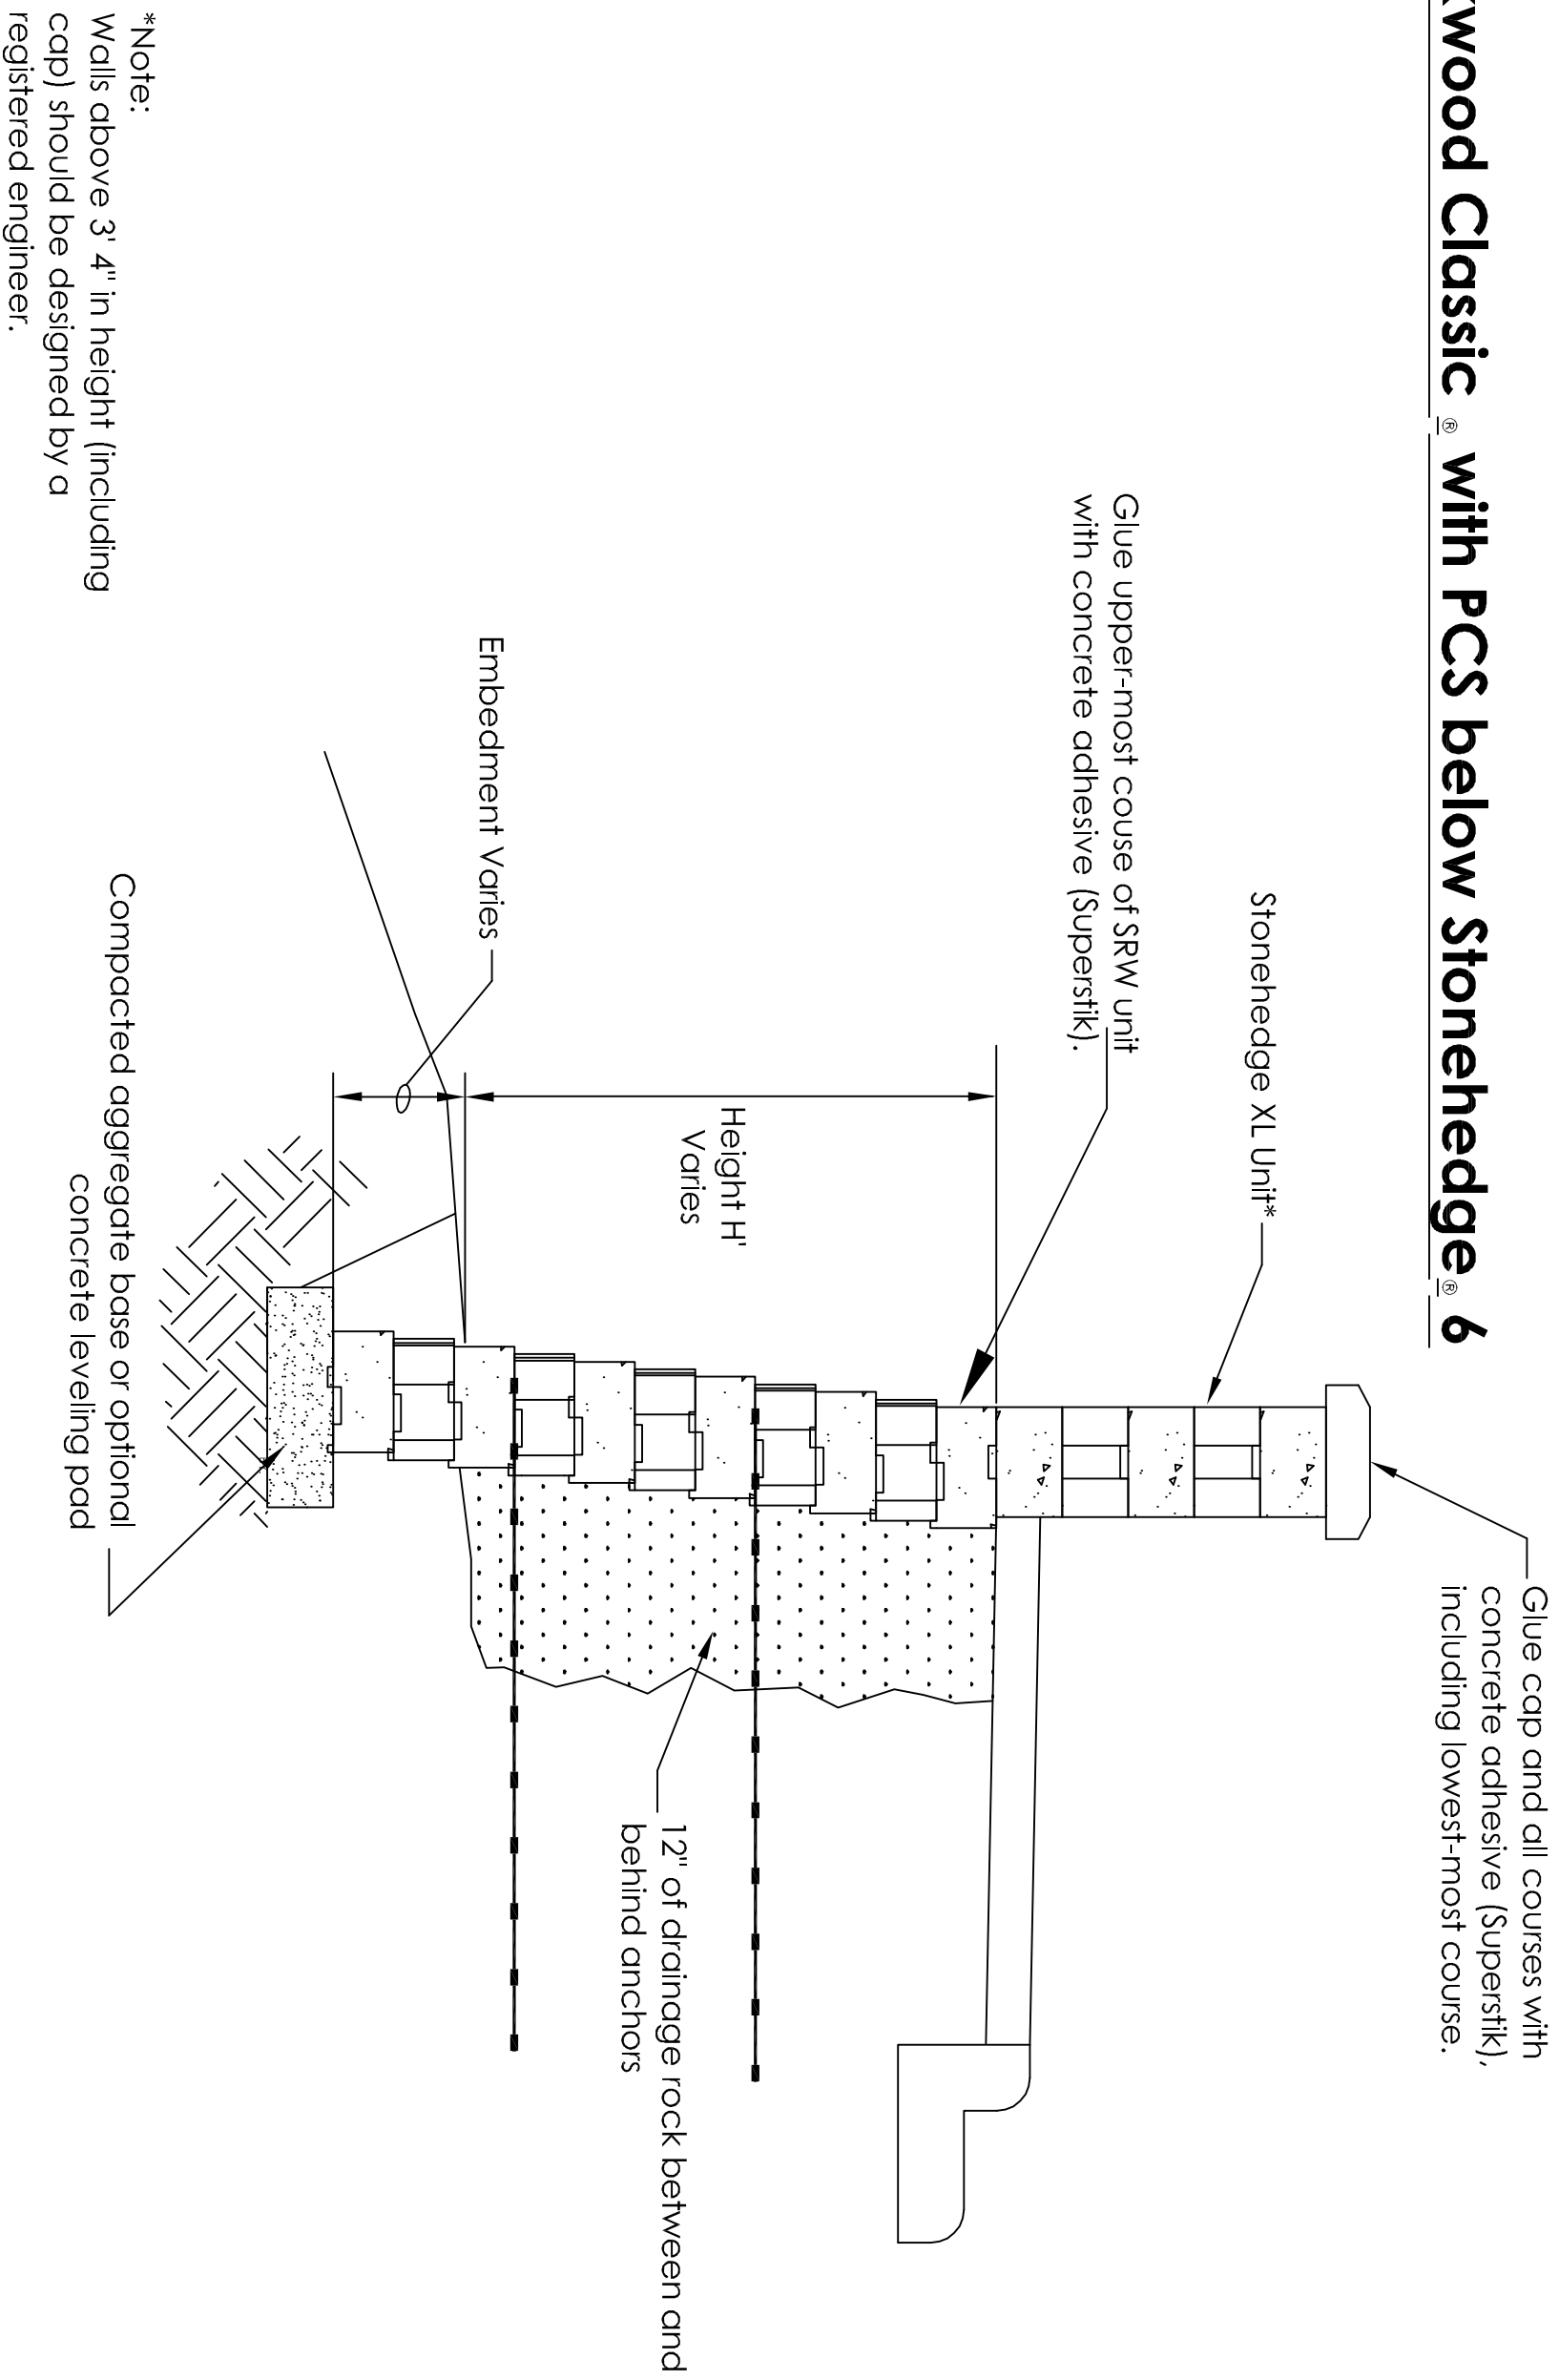 wood Classic ® with PCS below Stonehedge® 6
Glue cap and all courses with
concrete adhesive (Superstik),
including lowest-most course.
Stonehedge XL Unit*
Glue upper-most couse of SRW unit
with concrete adhesive (Superstik).
Height H'
Varies
12" of drainage rock between and
behind anchors
Embedment Varies
Compacted aggregate base or optional
concrete leveling pad
*Note:
Walls above 3' 4" in height (including
cap) should be designed by a
registered engineer.